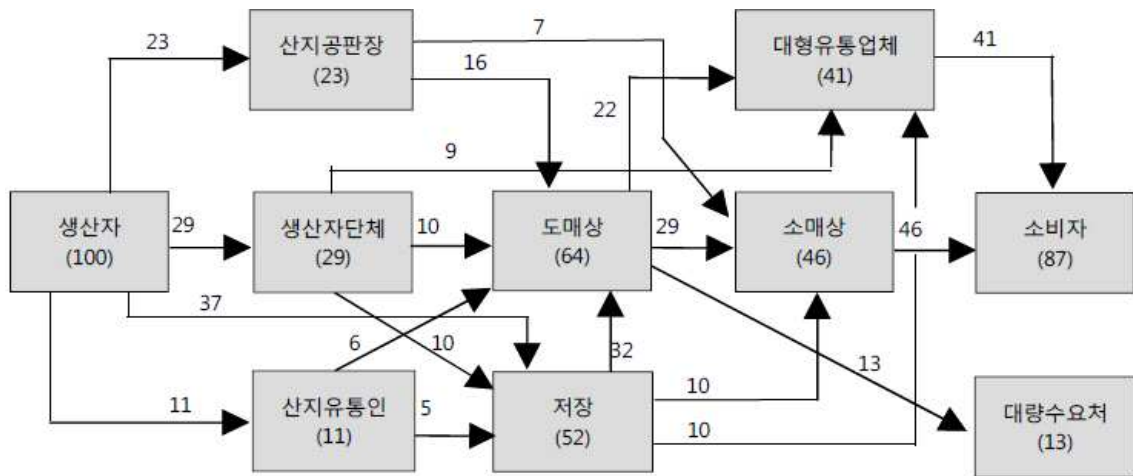 23
산지공판장
(23)
7
16
대형유통업체
(41)
41
22
9
생산자
(100)
29
생산자단체
(29)
10
도매상
(64)
29
소매상
(46)
46
소비자
(87)
37
6
10
32
13
11
산지유통인
(11)
5
저장
(52)
10
10
대량수요처
(13)